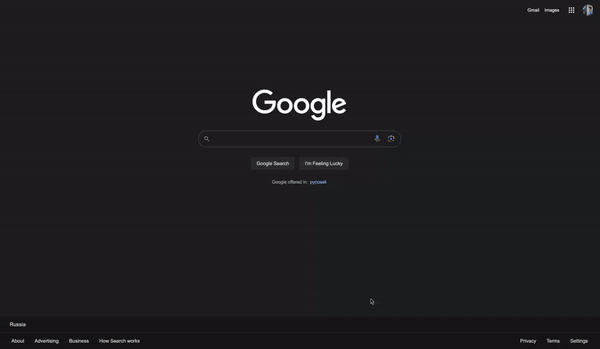 Gmail Images
Google
Google Search I'm Feeling Lucky
Google offered in: русский
Russia
About Advertising Business How Search works Privacy Terms Settings